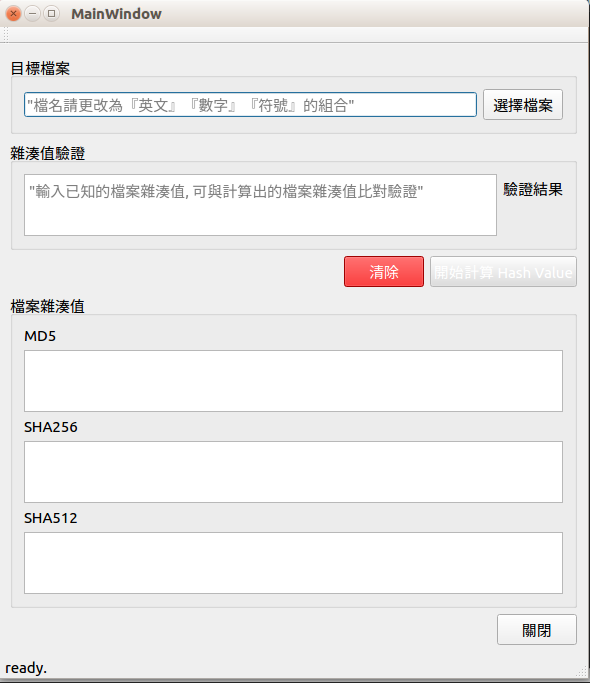 MainWindow
目標檔案
"檔名請更改為『英文』『數字』『符號』的組合"
選擇檔案
雜湊值驗證
"輸入已知的檔案雜湊值, 可與計算出的檔案雜湊值比對驗證"
驗證結果
清除
開始計算 Hash Value
檔案雜湊值
MD5
SHA256
SHA512
關閉
ready.